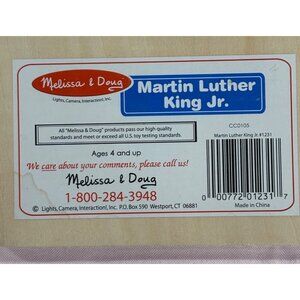 Melissa & Doug
Lights, Camera, Interaction!, Inc.
Martin Luther
King Jr.
All "Melissa & Doug" products pass our high quality
standards and meet or exceed all U.S. toy testing standards.
Ages 4 and up
We care about your comments, please call us!
Melissa & Doug
1-800-284-3948
© Lights, Camera, Interaction!, Inc. P.O. Box 590 Westport, CT 06881
CC0105
Martin Luther King Jr. #1231
0 00772 01231 7
Made in China